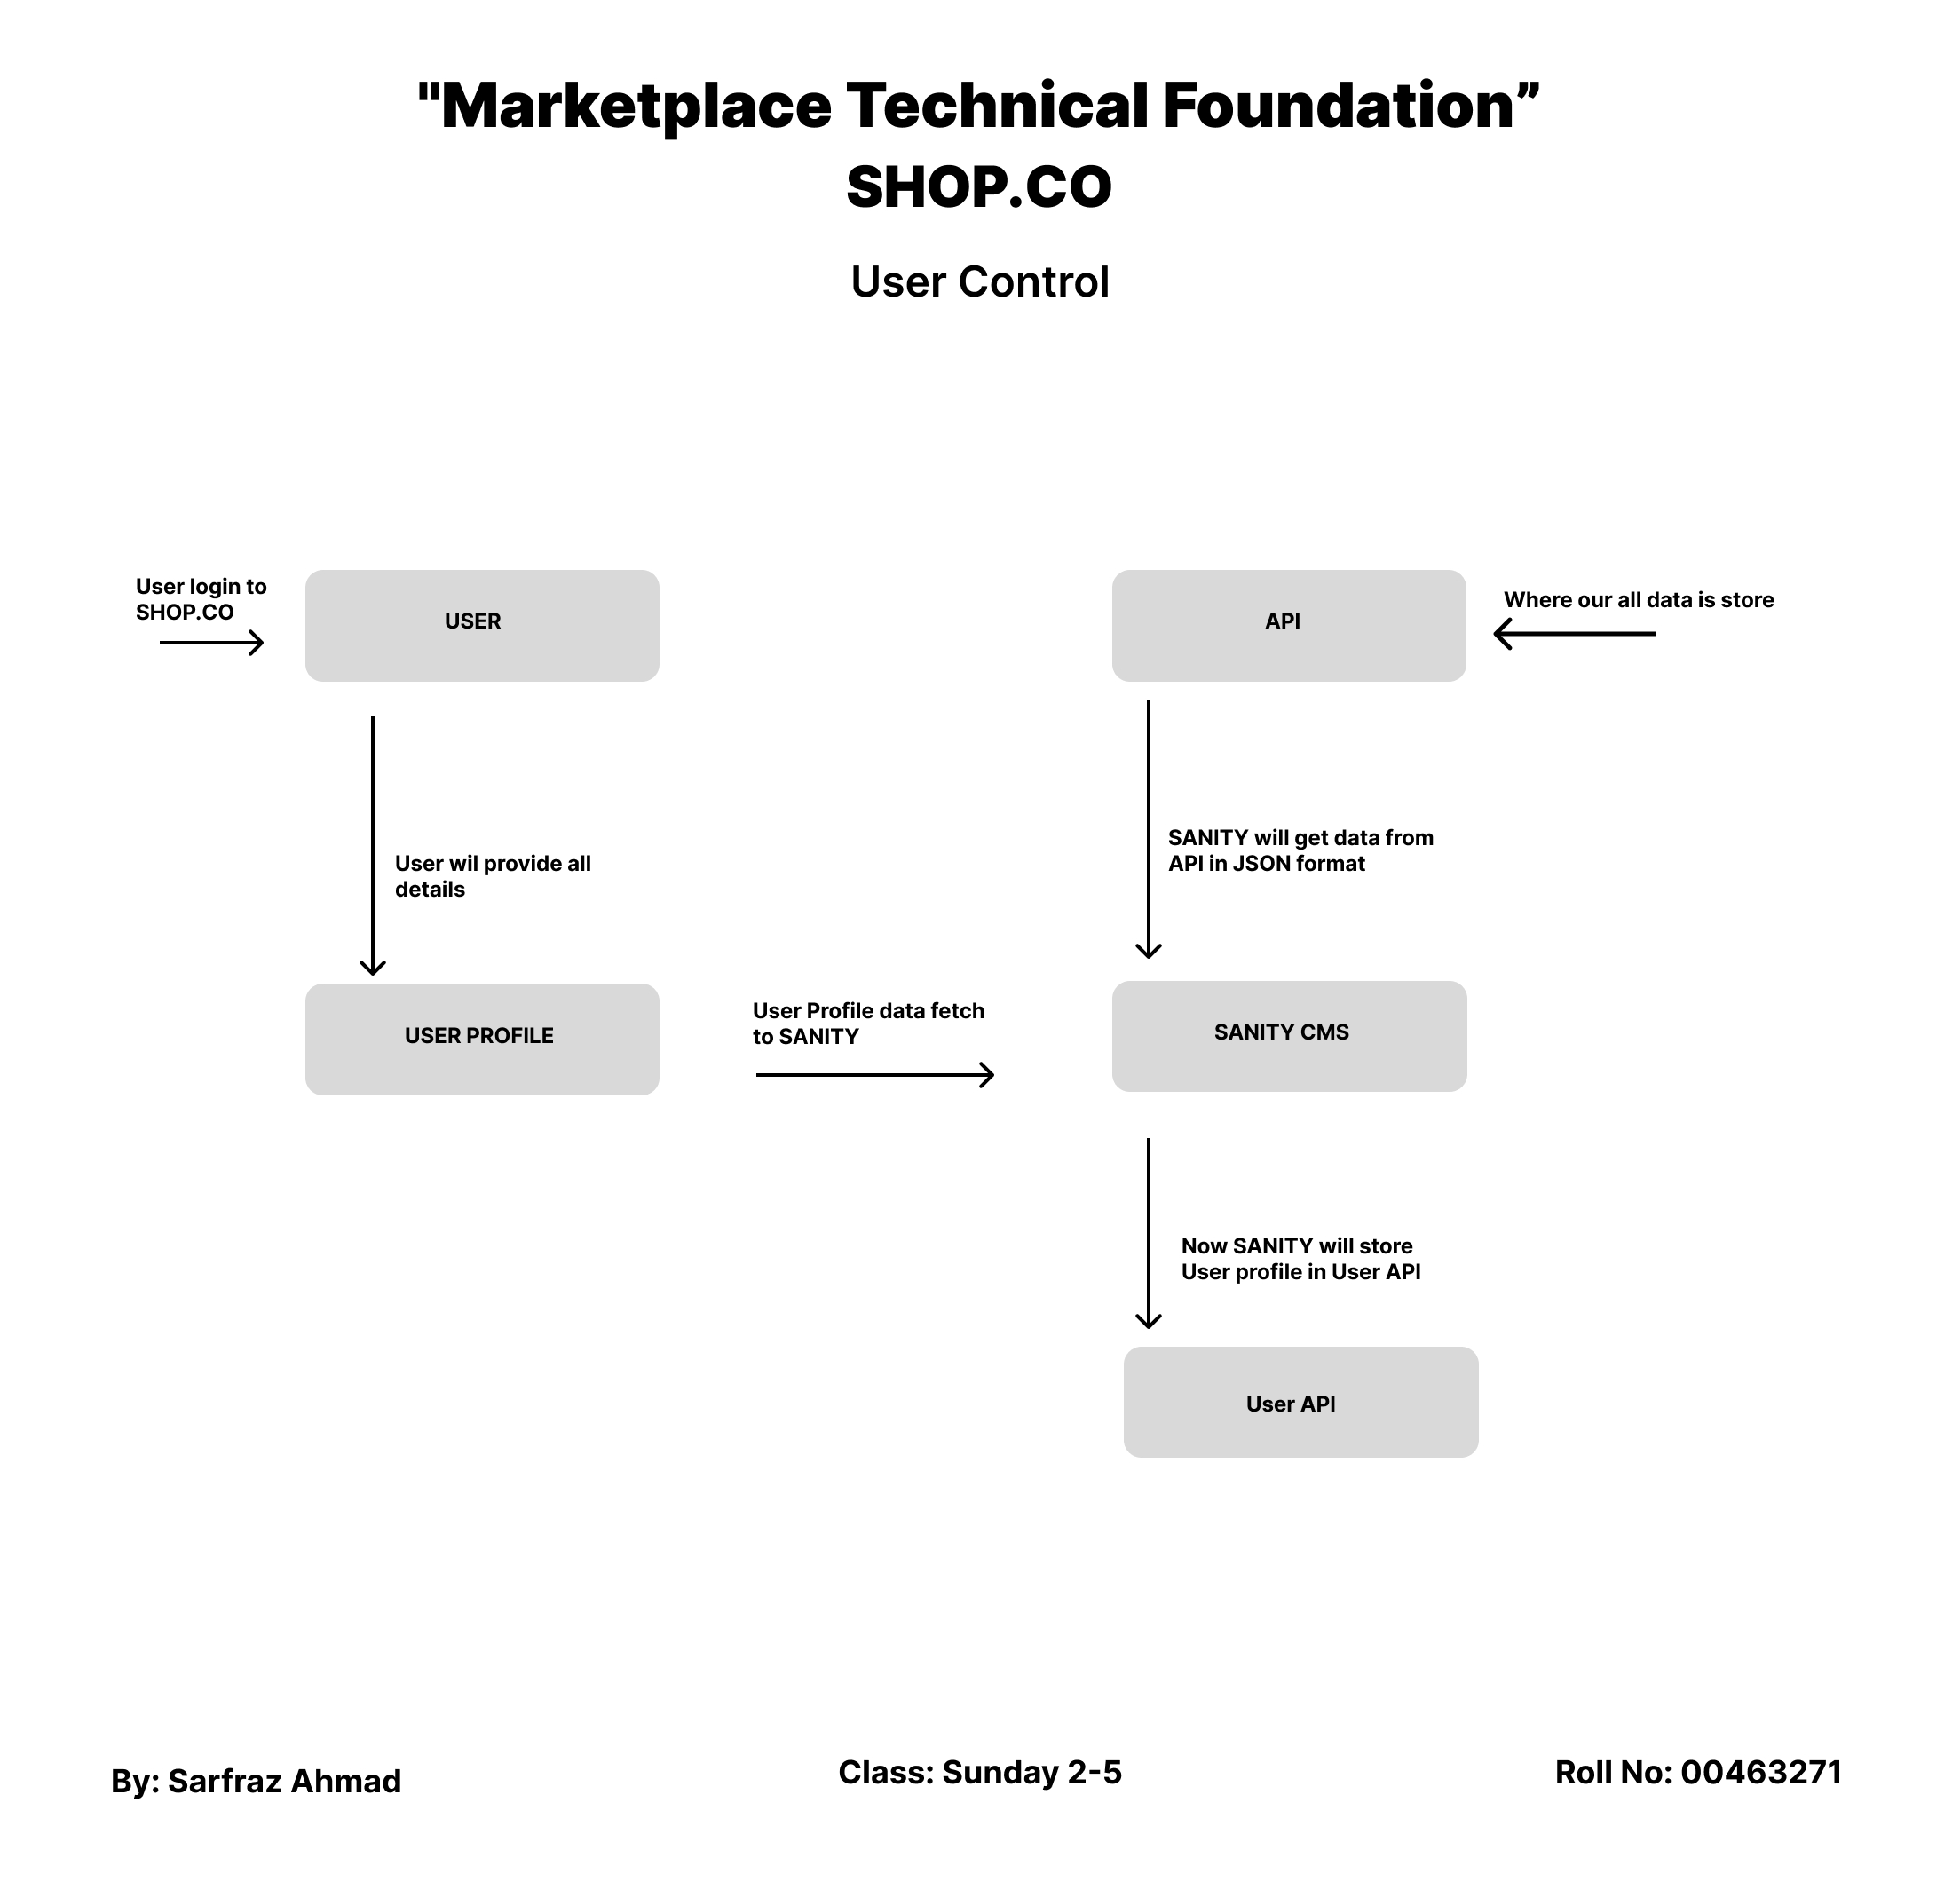 "Marketplace Technical Foundation”
SHOP.CO
User Control
User login to
SHOP.CO
USER
API
Where our all data is store
User wil provide all
details
SANITY will get data from
API in JSON format
USER PROFILE
User Profile data fetch
to SANITY
SANITY CMS
Now SANITY will store
User profile in User API
User API
By: Sarfraz Ahmad
Class: Sunday 2-5
Roll No: 00463271